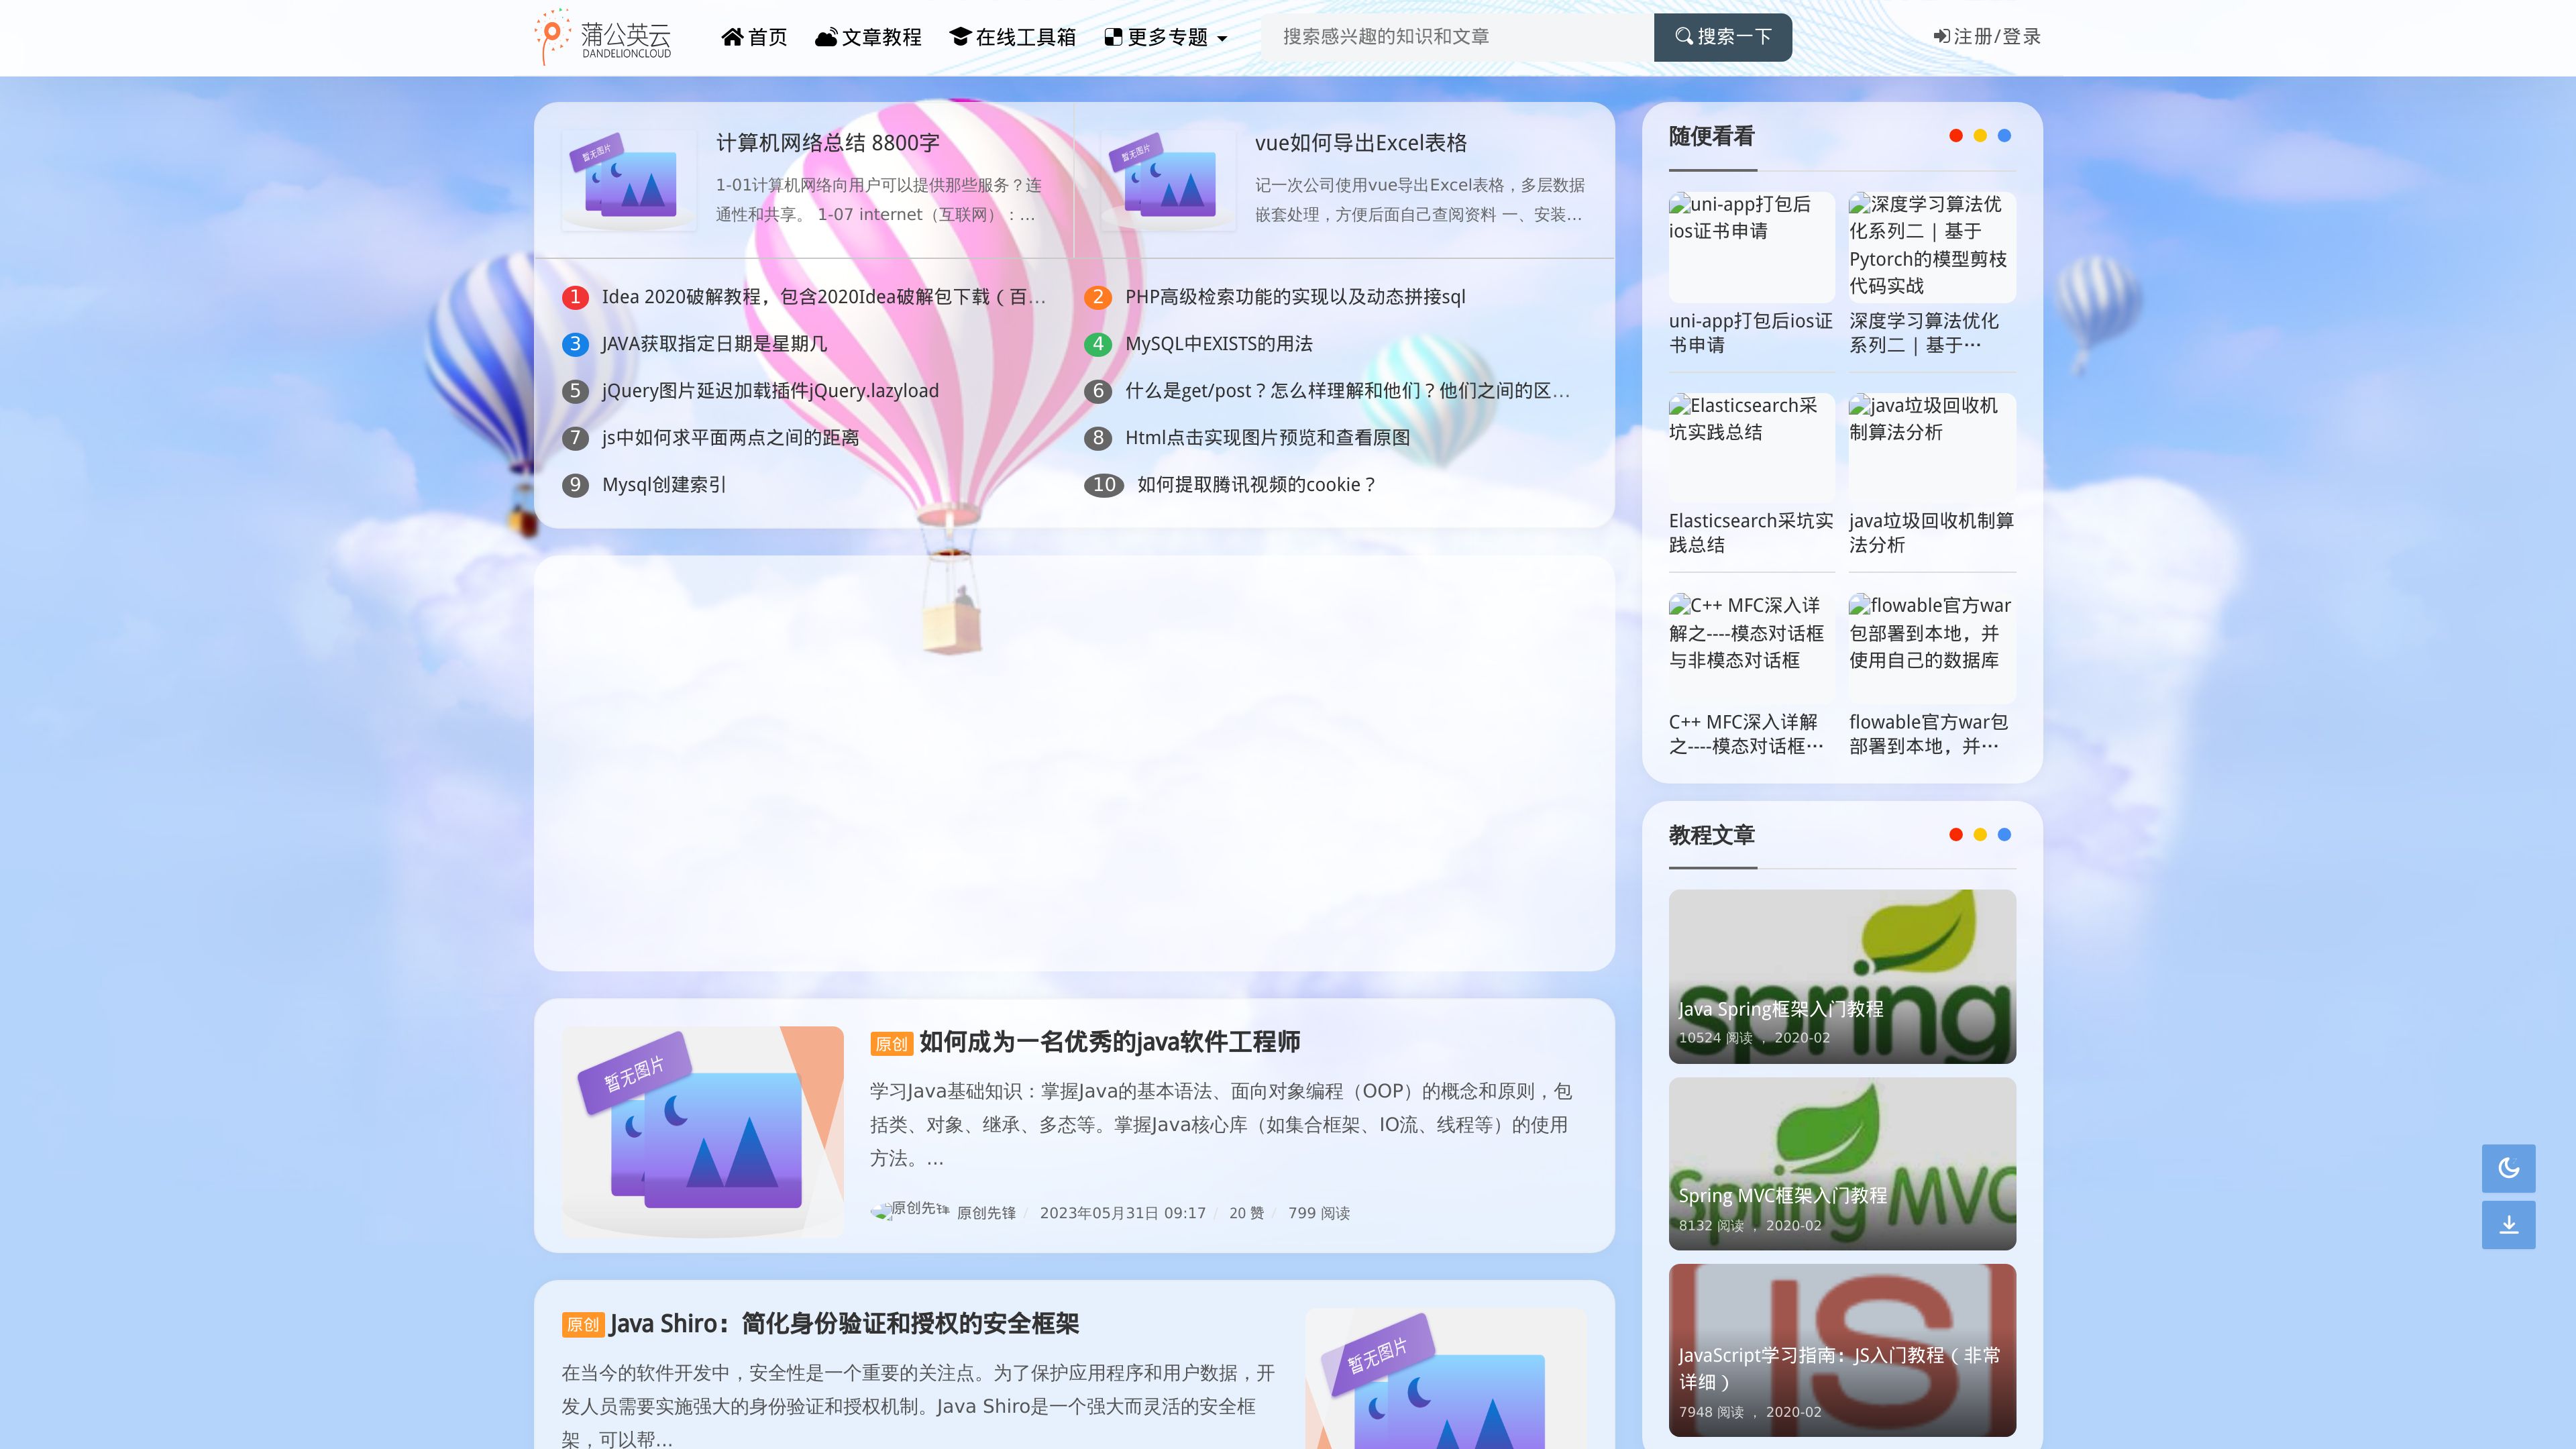 蒲公英云
DANDELIONCLOUD
首页
文章教程
在线工具箱
更多专题
搜索感兴趣的知识和文章
搜索一下
注册/登录
暂无图片
计算机网络总结 8800字
1-01计算机网络向用户可以提供那些服务？连
通性和共享。 1-07 internet（互联网）：...
暂无图片
vue如何导出Excel表格
记一次公司使用vue导出Excel表格，多层数据
嵌套处理，方便后面自己查阅资料 一、安装...
1 Idea 2020破解教程，包含2020Idea破解包下载（百...
2 PHP高级检索功能的实现以及动态拼接sql
3 JAVA获取指定日期是星期几
4 MySQL中EXISTS的用法
5 jQuery图片延迟加载插件jQuery.lazyload
6 什么是get/post？怎么样理解和他们？他们之间的区...
7 js中如何求平面两点之间的距离
8 Html点击实现图片预览和查看原图
9 Mysql创建索引
10 如何提取腾讯视频的cookie？
暂无图片
原创 如何成为一名优秀的java软件工程师
学习Java基础知识：掌握Java的基本语法、面向对象编程（OOP）的概念和原则，包
括类、对象、继承、多态等。掌握Java核心库（如集合框架、IO流、线程等）的使用
方法。...
原创先锋 原创先锋 / 2023年05月31日 09:17 / 20 赞 / 799 阅读
原创 Java Shiro：简化身份验证和授权的安全框架
在当今的软件开发中，安全性是一个重要的关注点。为了保护应用程序和用户数据，开
发人员需要实施强大的身份验证和授权机制。Java Shiro是一个强大而灵活的安全框
架，可以帮...
暂无图片
随便看看
uni-app打包后
ios证书申请
uni-app打包后ios证
书申请
深度学习算法优
化系列二 | 基于
Pytorch的模型剪枝
代码实战
深度学习算法优化
系列二 | 基于...
Elasticsearch采
坑实践总结
Elasticsearch采坑实
践总结
java垃圾回收机
制算法分析
java垃圾回收机制算
法分析
C++ MFC深入详
解之----模态对话框
与非模态对话框
C++ MFC深入详解
之----模态对话框...
flowable官方war
包部署到本地，并
使用自己的数据库
flowable官方war包
部署到本地，并...
教程文章
spring
Java Spring框架入门教程
10524 阅读 ， 2020-02
Spring MVC
Spring MVC框架入门教程
8132 阅读 ， 2020-02
JS
JavaScript学习指南：JS入门教程（非常
详细）
7948 阅读 ， 2020-02